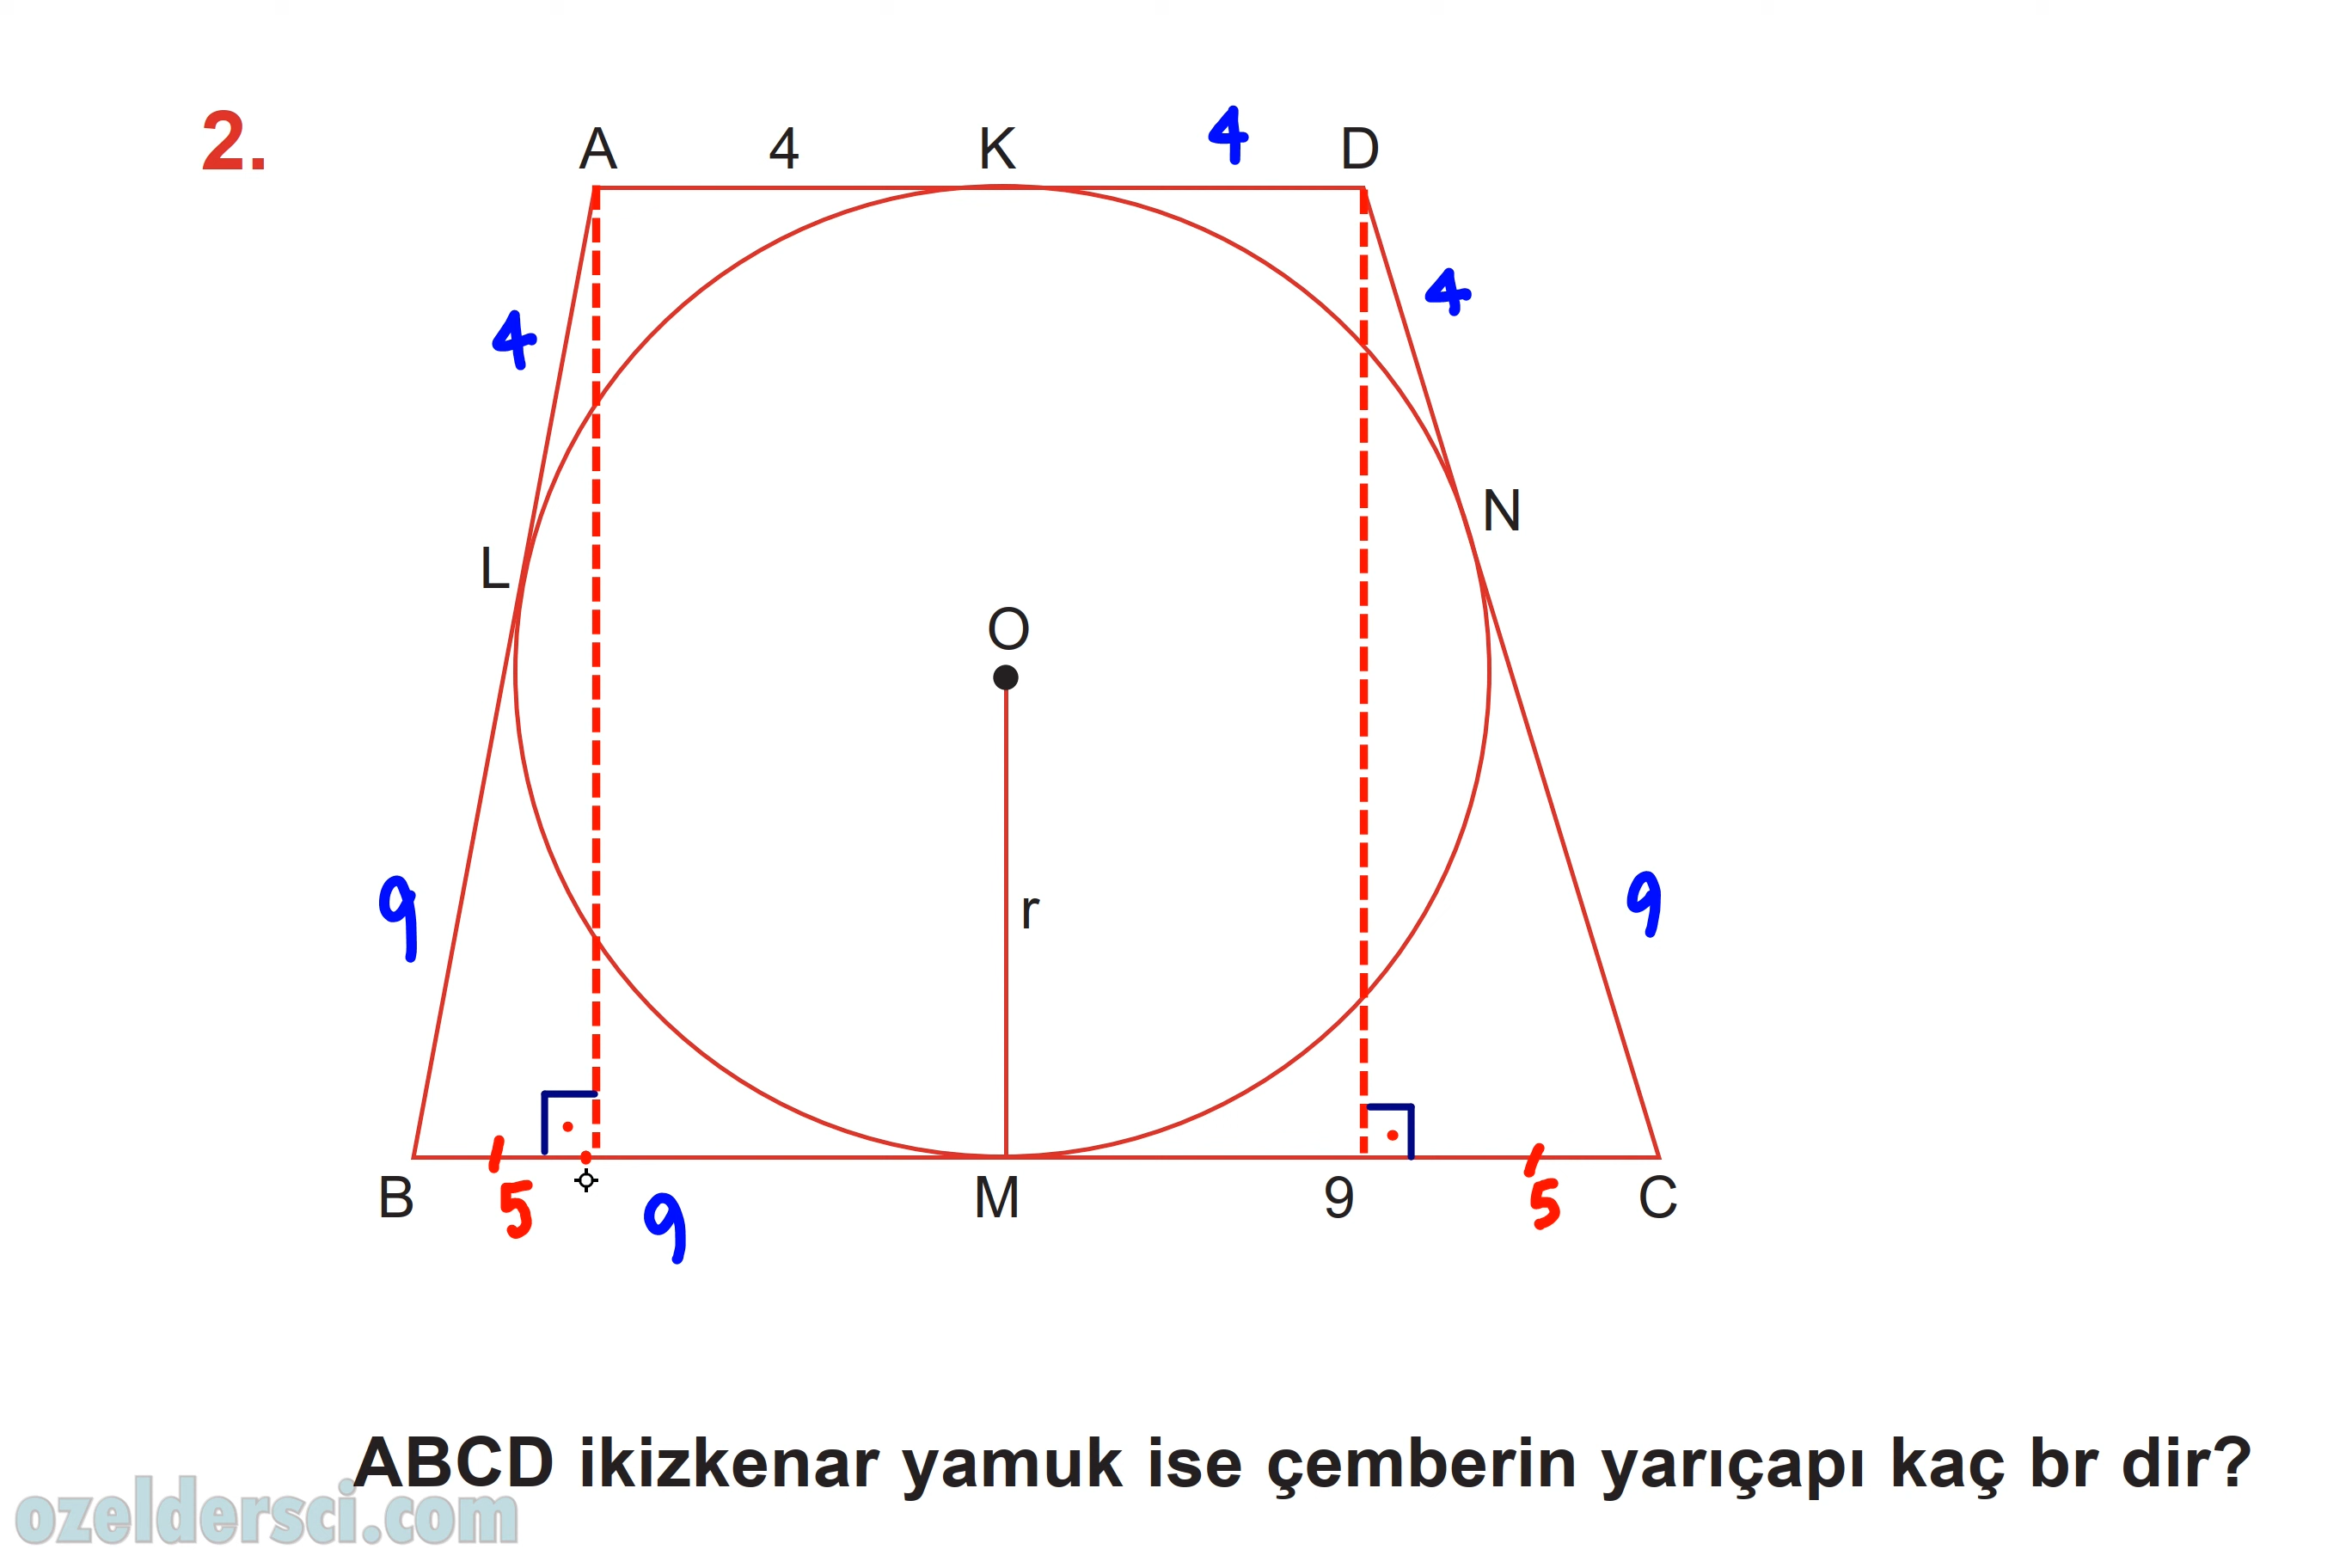 2.
A 4 K 4 D
4
4
N
L
O
9
r
9
B 5 9 M 9 5 C
ABCD ikizkenar yamuk ise çemberin yarıçapı kaç br dir?
ozeldersci.com